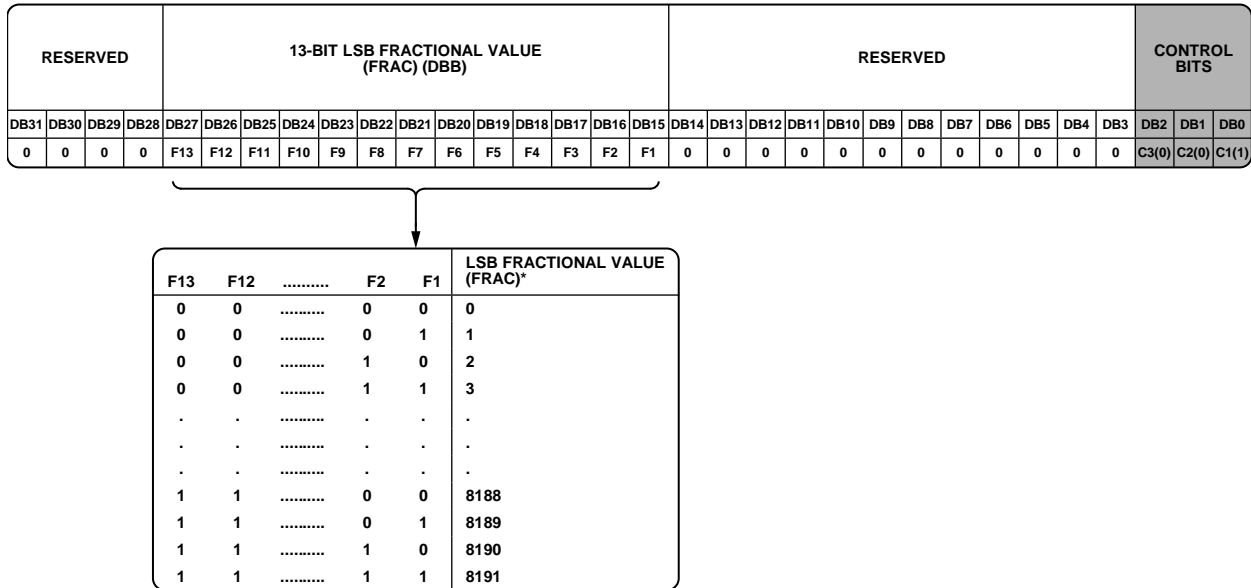 RESERVED
13-BIT LSB FRACTIONAL VALUE
(FRAC) (DBB)
RESERVED
CONTROL
BITS
DB31 DB30 DB29 DB28 DB27 DB26 DB25 DB24 DB23 DB22 DB21 DB20 DB19 DB18 DB17 DB16 DB15 DB14 DB13 DB12 DB11 DB10 DB9 DB8 DB7 DB6 DB5 DB4 DB3 DB2 DB1 DB0
0 0 0 0 F13 F12 F11 F10 F9 F8 F7 F6 F5 F4 F3 F2 F1 0 0 0 0 0 0 0 0 0 0 0 0 C3(0) C2(0) C1(1)
LSB FRACTIONAL VALUE
F13 F12 .......... F2 F1 (FRAC)*
0 0 .......... 0 0 0
0 0 .......... 0 1 1
0 0 .......... 1 0 2
0 0 .......... 1 1 3
. . .......... . . .
. . .......... . . .
. . .......... . . .
1 1 .......... 0 0 8188
1 1 .......... 0 1 8189
1 1 .......... 1 0 8190
1 1 .......... 1 1 8191